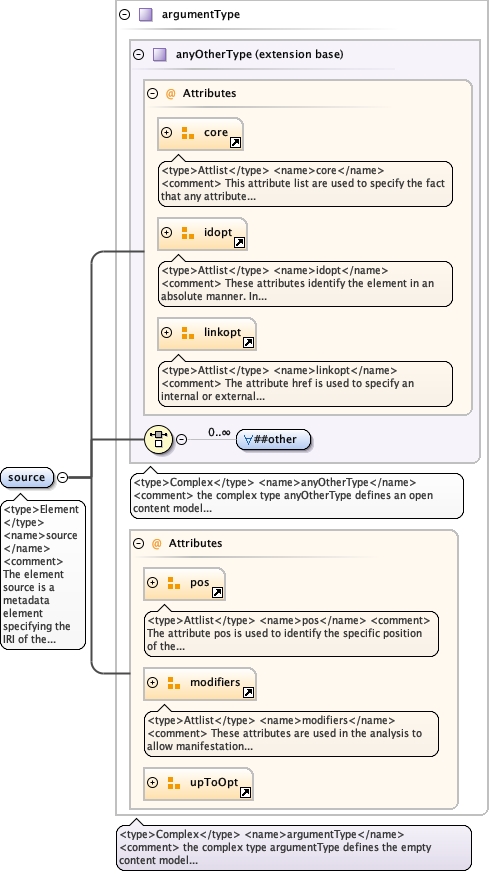 argumentType
anyOtherType (extension base)
@ Attributes
core
<type>Attlist</type> <name>core</name>
<comment> This attribute list are used to specify the fact
that any attribute...
idopt
<type>Attlist</type> <name>idopt</name>
<comment> These attributes identify the element in an
absolute manner. In...
linkopt
<type>Attlist</type> <name>linkopt</name>
<comment> The attribute href is used to specify an
internal or external...
0..∞
∀##other
source
<type>Element
</type>
<name>source
</name>
<comment>
The element
source is a
metadata
element
specifying the
IRI of the...
<type>Complex</type> <name>anyOtherType</name>
<comment> the complex type anyOtherType defines an open
content model...
@ Attributes
pos
<type>Attlist</type> <name>pos</name> <comment>
The attribute pos is used to identify the specific position
of the...
modifiers
<type>Attlist</type> <name>modifiers</name>
<comment> These attributes are used in the analysis to
allow manifestation...
upToOpt
<type>Complex</type> <name>argumentType</name>
<comment> the complex type argumentType defines the empty
content model...